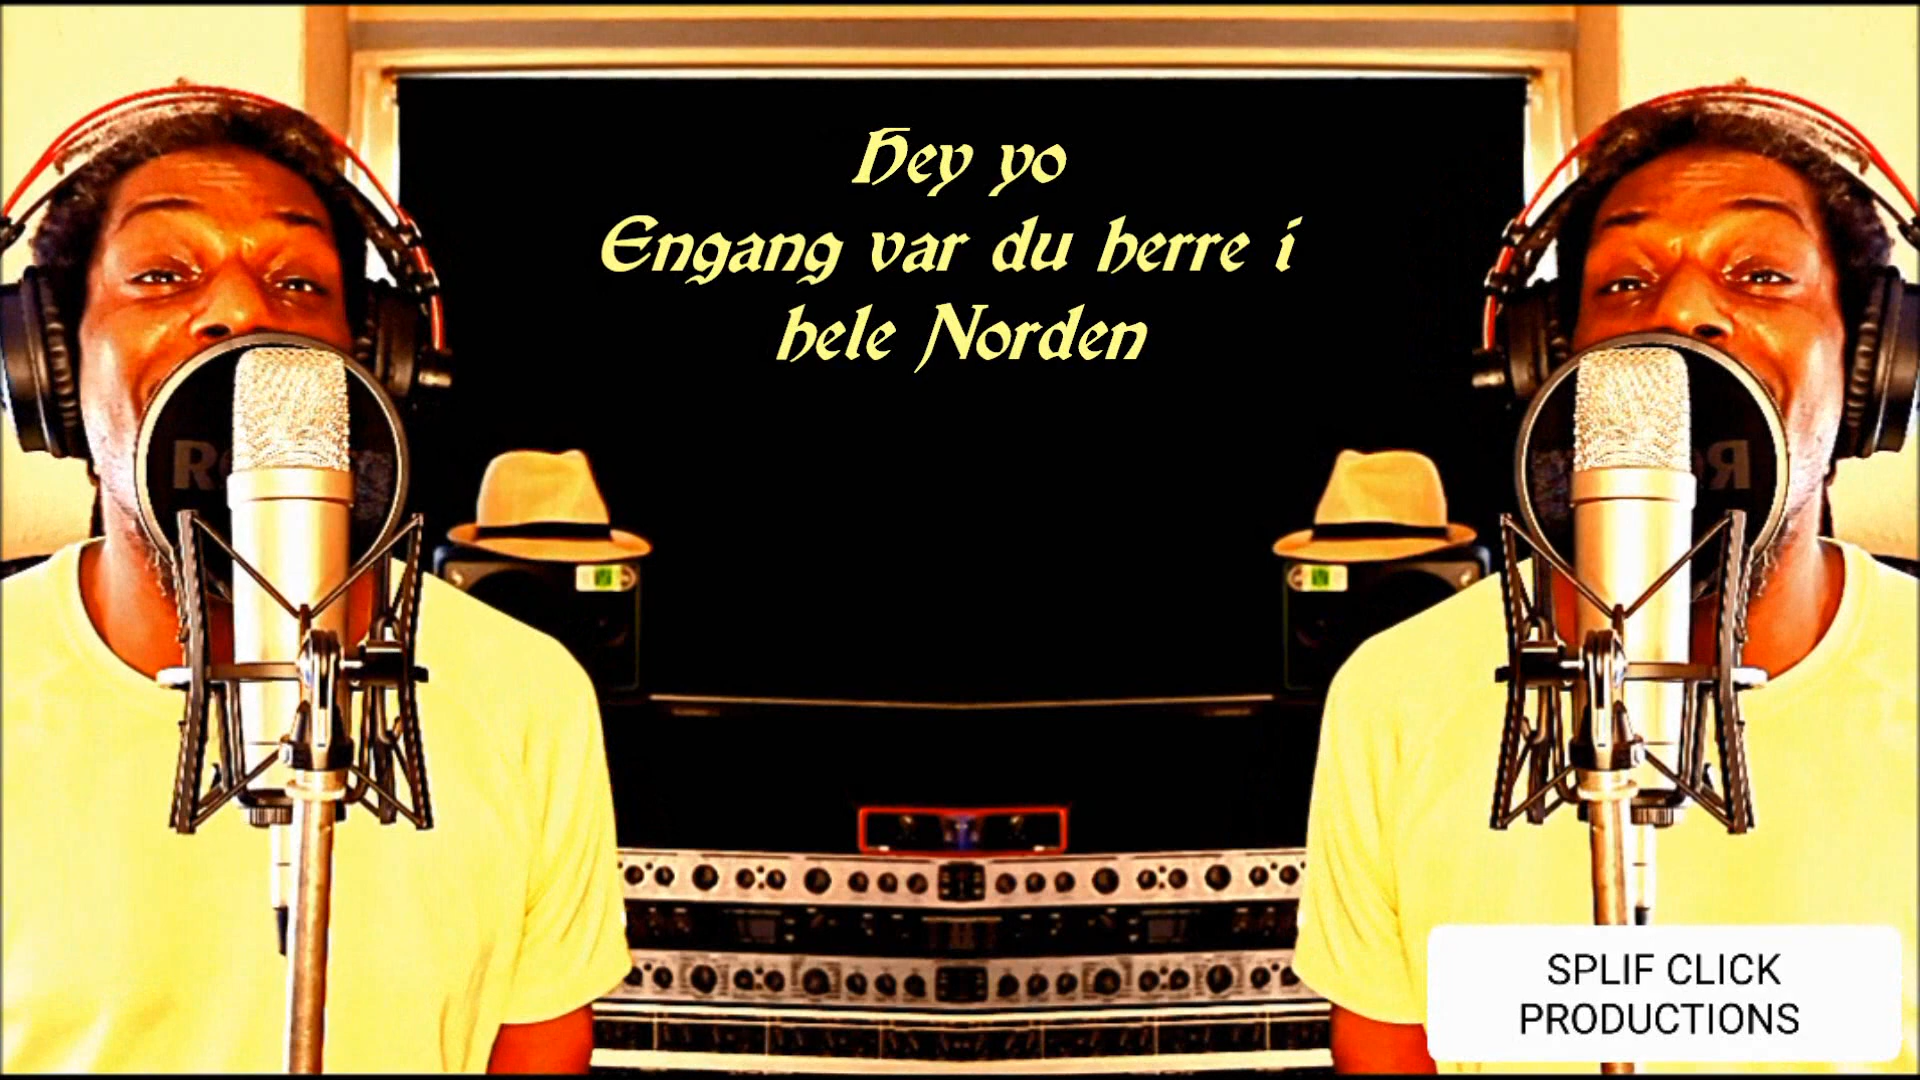 Hey yo
Engang var du herre i
hele Norden
SPLIF CLICK
PRODUCTIONS